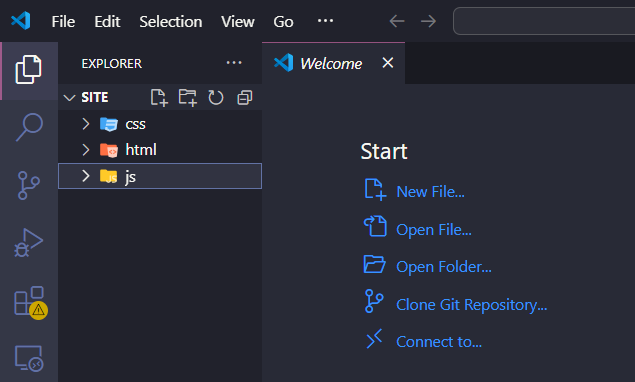 File Edit Selection View Go ...
EXPLORER ...
Welcome
SITE
css
html
js
Start
New File...
Open File...
Open Folder...
Clone Git Repository...
Connect to...